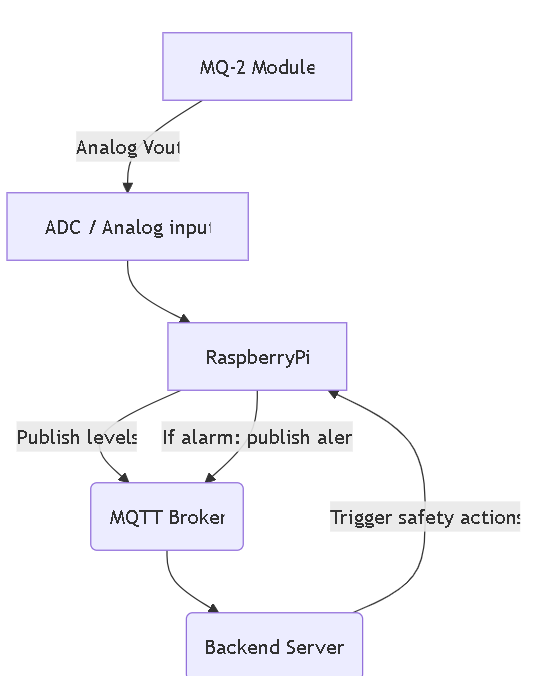 MQ-2 Module
Analog Vout
ADC / Analog input
RaspberryPi
Publish levels
If alarm: publish aler
MQTT Broker
Trigger safety actions
Backend Server